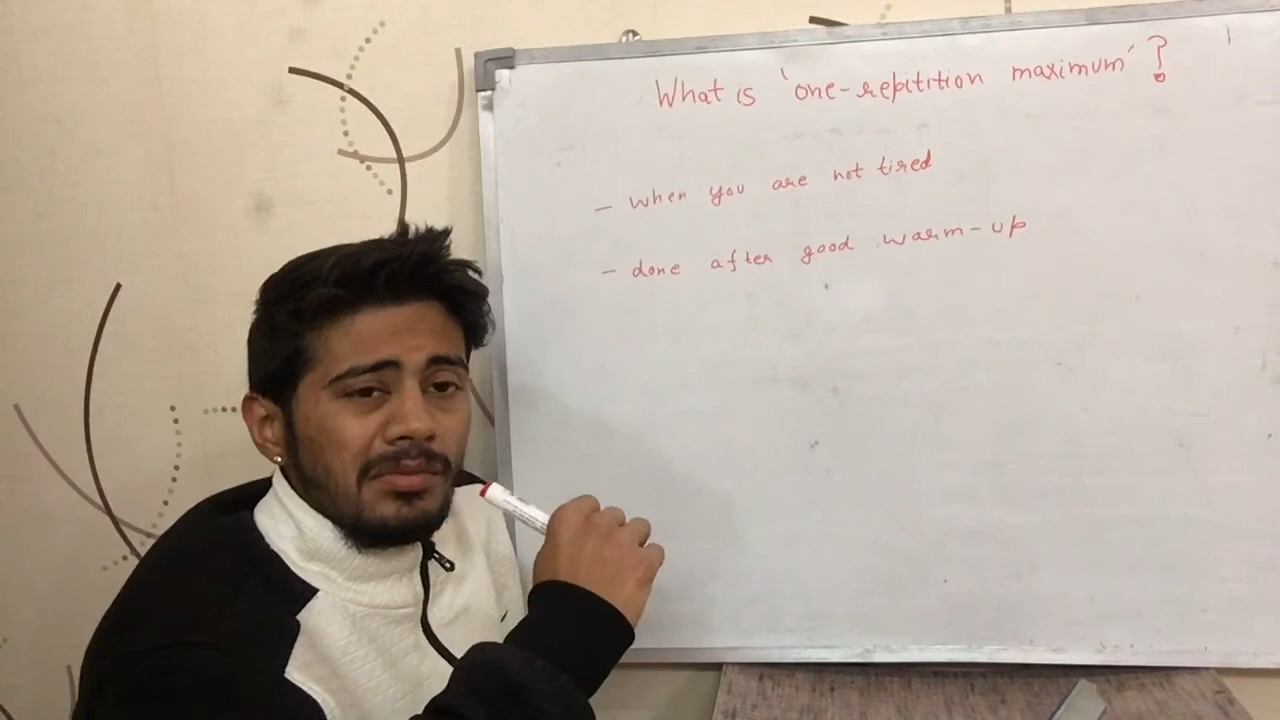 What is 'one-repitition maximum' ?
- when you are not tired
- done after good warm-up